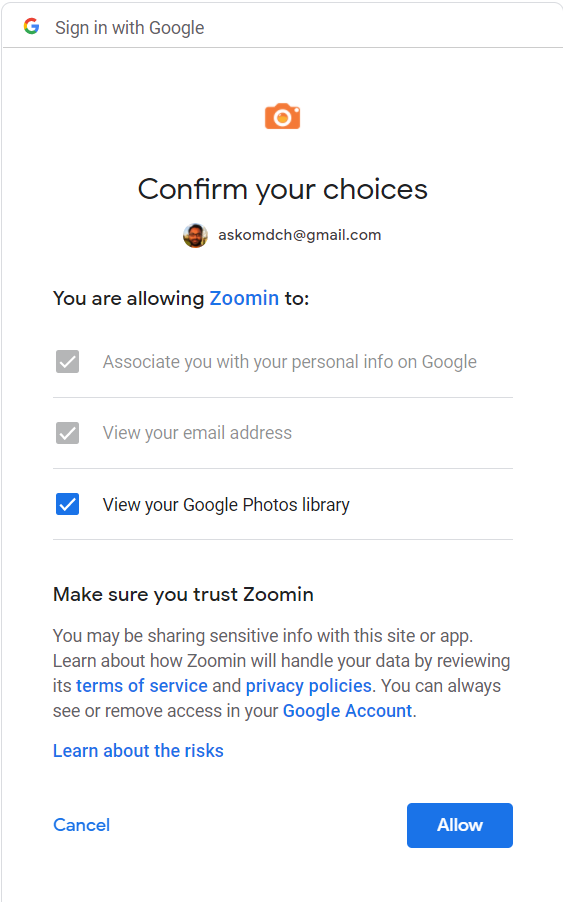 Sign in with Google
Confirm your choices
askomdch@gmail.com
You are allowing Zoomin to:
Associate you with your personal info on Google
View your email address
View your Google Photos library
Make sure you trust Zoomin
You may be sharing sensitive info with this site or app.
Learn about how Zoomin will handle your data by reviewing
its terms of service and privacy policies. You can always
see or remove access in your Google Account.
Learn about the risks
Cancel
Allow